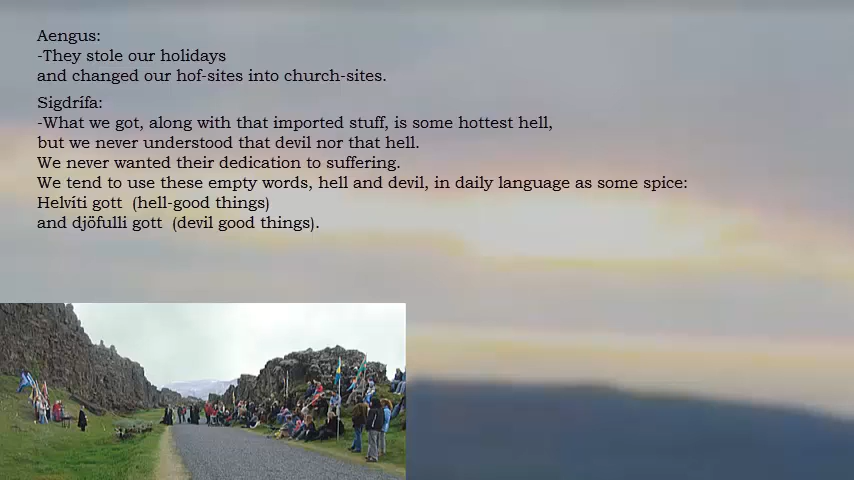 Aengus:
-They stole our holidays
and changed our hof-sites into church-sites.
Sigdrífa:
-What we got, along with that imported stuff, is some hottest hell,
but we never understood that devil nor that hell.
We never wanted their dedication to suffering.
We tend to use these empty words, hell and devil, in daily language as some spice:
Helvíti gott (hell-good things)
and djöfulli gott (devil good things).